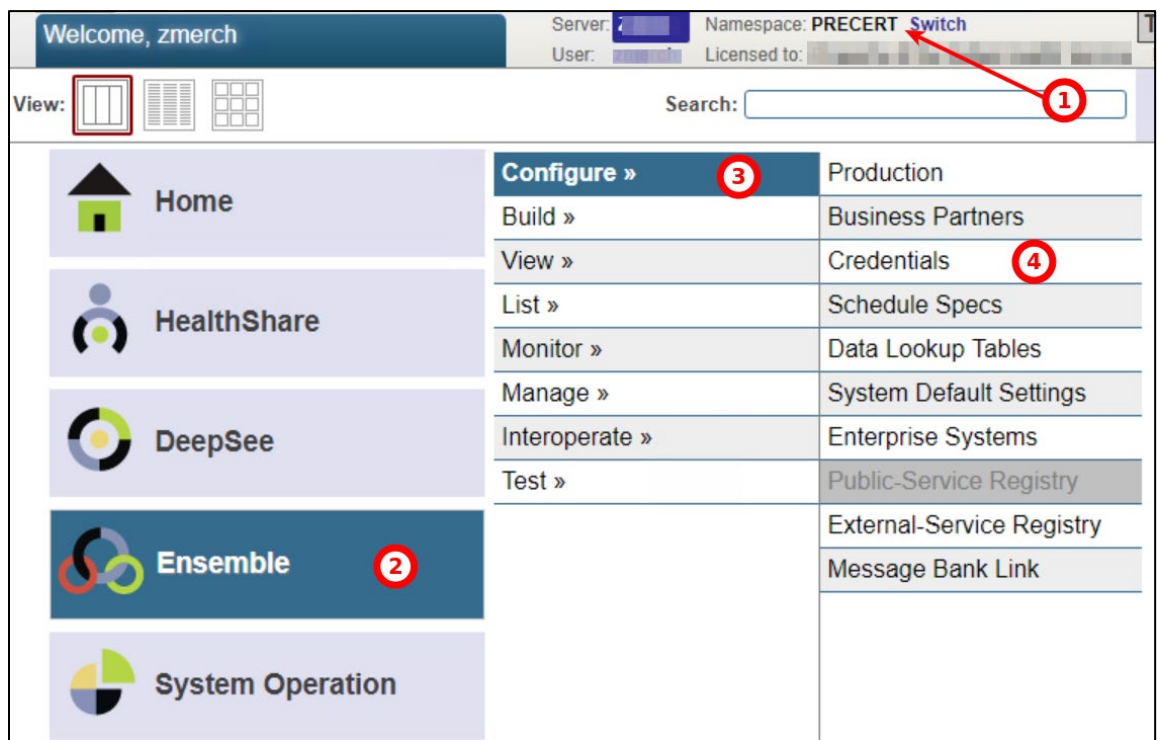 Welcome, zmerch
Server: Namespace: PRECERT Switch
User: zmerch Licensed to:
View:
Search:
1
Home
HealthShare
DeepSee
Ensemble 2
System Operation
Configure » 3
Build »
View »
List »
Monitor »
Manage »
Interoperate »
Test »
Production
Business Partners
Credentials 4
Schedule Specs
Data Lookup Tables
System Default Settings
Enterprise Systems
Public-Service Registry
External-Service Registry
Message Bank Link